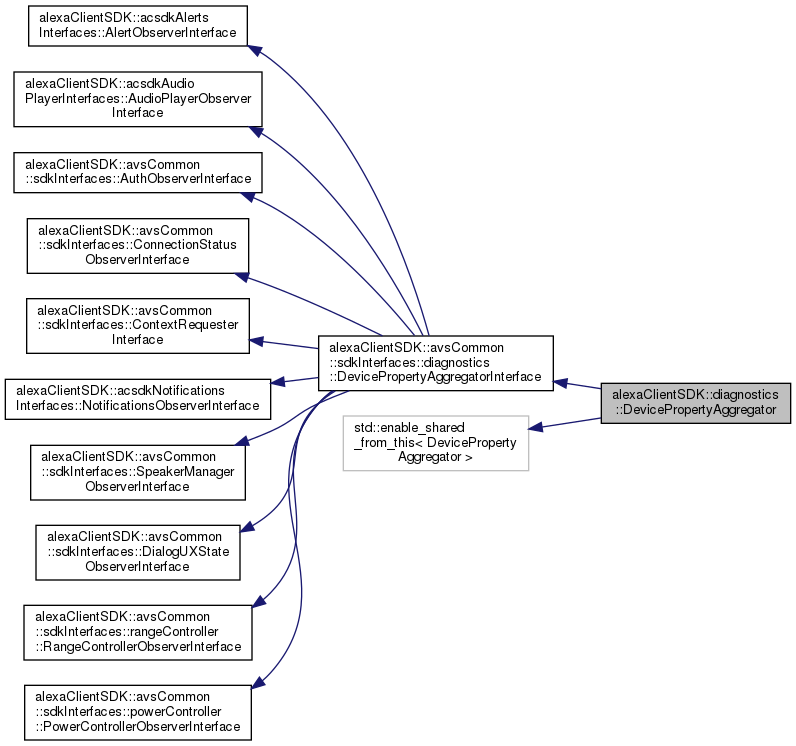 alexaClientSDK::acsdkAlerts
Interfaces::AlertObserverInterface
alexaClientSDK::acsdkAudio
PlayerInterfaces::AudioPlayerObserver
Interface
alexaClientSDK::avsCommon
::sdkInterfaces::AuthObserverInterface
alexaClientSDK::avsCommon
::sdkInterfaces::ConnectionStatus
ObserverInterface
alexaClientSDK::avsCommon
::sdkInterfaces::ContextRequester
Interface
alexaClientSDK::acsdkNotifications
Interfaces::NotificationsObserverInterface
alexaClientSDK::avsCommon
::sdkInterfaces::SpeakerManager
ObserverInterface
alexaClientSDK::avsCommon
::sdkInterfaces::DialogUXState
ObserverInterface
alexaClientSDK::avsCommon
::sdkInterfaces::rangeController
::RangeControllerObserverInterface
alexaClientSDK::avsCommon
::sdkInterfaces::powerController
::PowerControllerObserverInterface
alexaClientSDK::avsCommon
::sdkInterfaces::diagnostics
::DevicePropertyAggregatorInterface
std::enable_shared
_from_this< DeviceProperty
Aggregator >
alexaClientSDK::diagnostics
::DevicePropertyAggregator